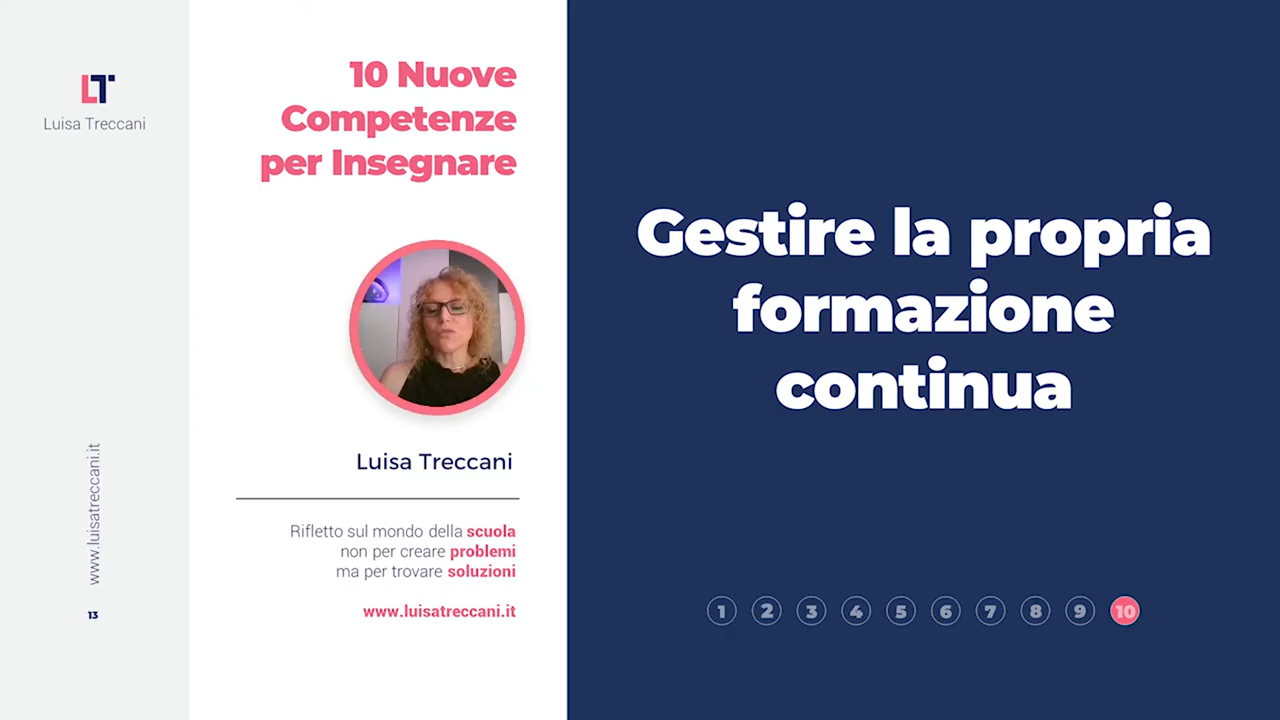 LT
Luisa Treccani
www.luisatreccani.it
13
10 Nuove
Competenze
per Insegnare
Luisa Treccani
Rifletto sul mondo della scuola
non per creare problemi
ma per trovare soluzioni
www.luisatreccani.it
Gestire la propria
formazione
continua
1 2 3 4 5 6 7 8 9 10